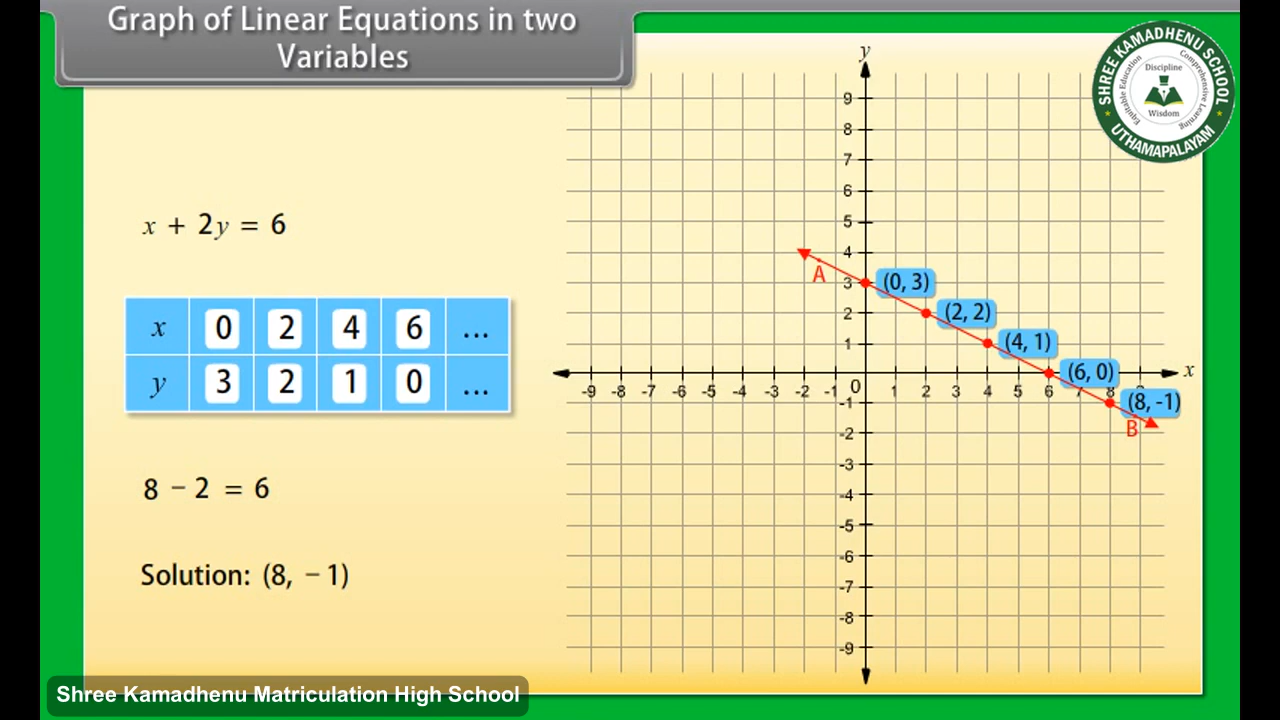 Graph of Linear Equations in two
Variables
SHREE KAMADHENU SCHOOL
Discipline
Equitable Education
Comprehensive Learning
Wisdom
UTHAMAPALAYAM
x + 2y = 6
x 0 2 4 6 ...
y 3 2 1 0 ...
8 − 2 = 6
Solution: (8, −1)
y
9
8
7
6
5
4
A
3 (0, 3)
2 (2, 2)
1 (4, 1)
(6, 0)
x
-9 -8 -7 -6 -5 -4 -3 -2 -1 0 1 2 3 4 5 6 7 8
-1 (8, -1)
B
-2
-3
-4
-5
-6
-7
-8
-9
Shree Kamadhenu Matriculation High School